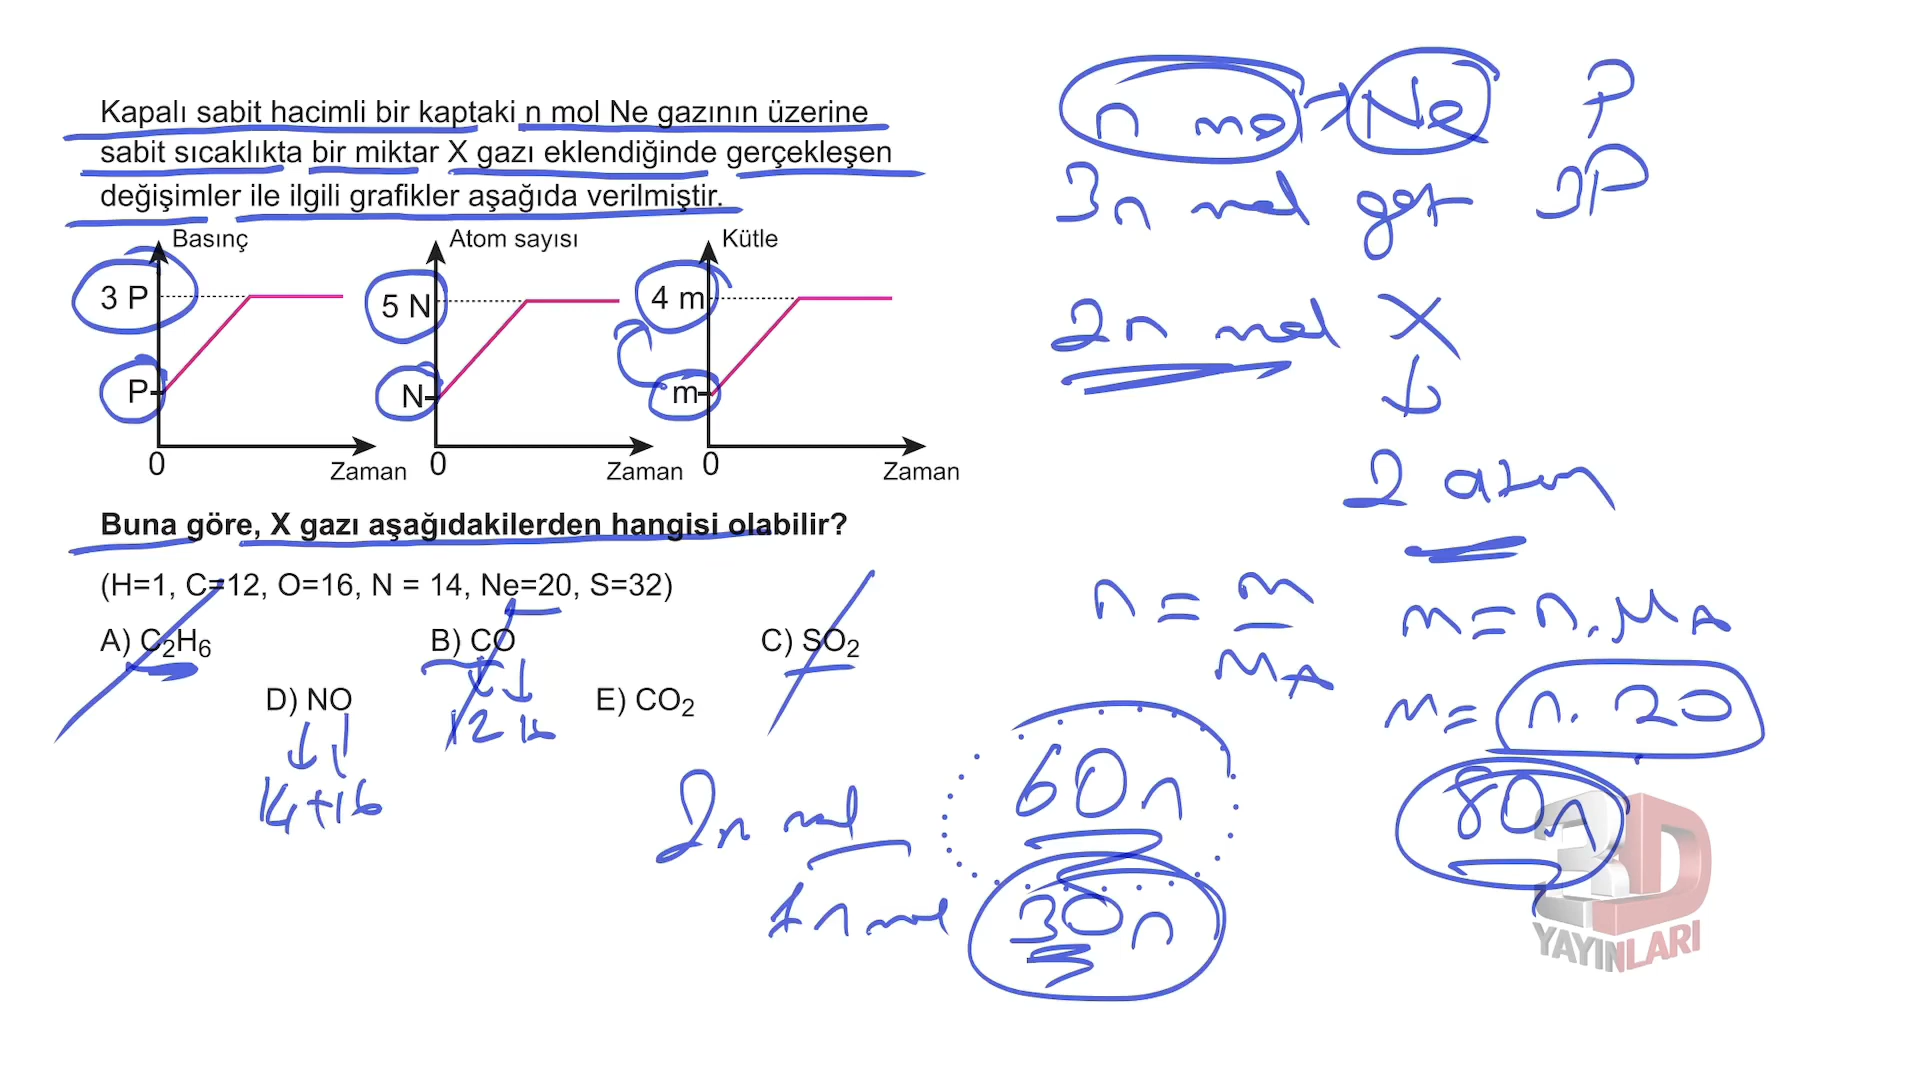 Kapalı sabit hacimli bir kaptaki n mol Ne gazının üzerine
sabit sıcaklıkta bir miktar X gazı eklendiğinde gerçekleşen
değişimler ile ilgili grafikler aşağıda verilmiştir.
Basınç
3 P
P
0
Zaman
Atom sayısı
5 N
N
0
Zaman
Kütle
4 m
m
0
Zaman
Buna göre, X gazı aşağıdakilerden hangisi olabilir?
(H=1, C=12, O=16, N = 14, Ne=20, S=32)
A) C₂H₆
B) CO
C) SO₂
D) NO
E) CO₂
14+16
12 16
n mol → Ne P
3n mol gaz 3P
2n mol X
2 atom
n = m
MA
m = n. MA
m = n. 20
80n
2n mol 60n
1n mol 30n
3D
YAYINLARI